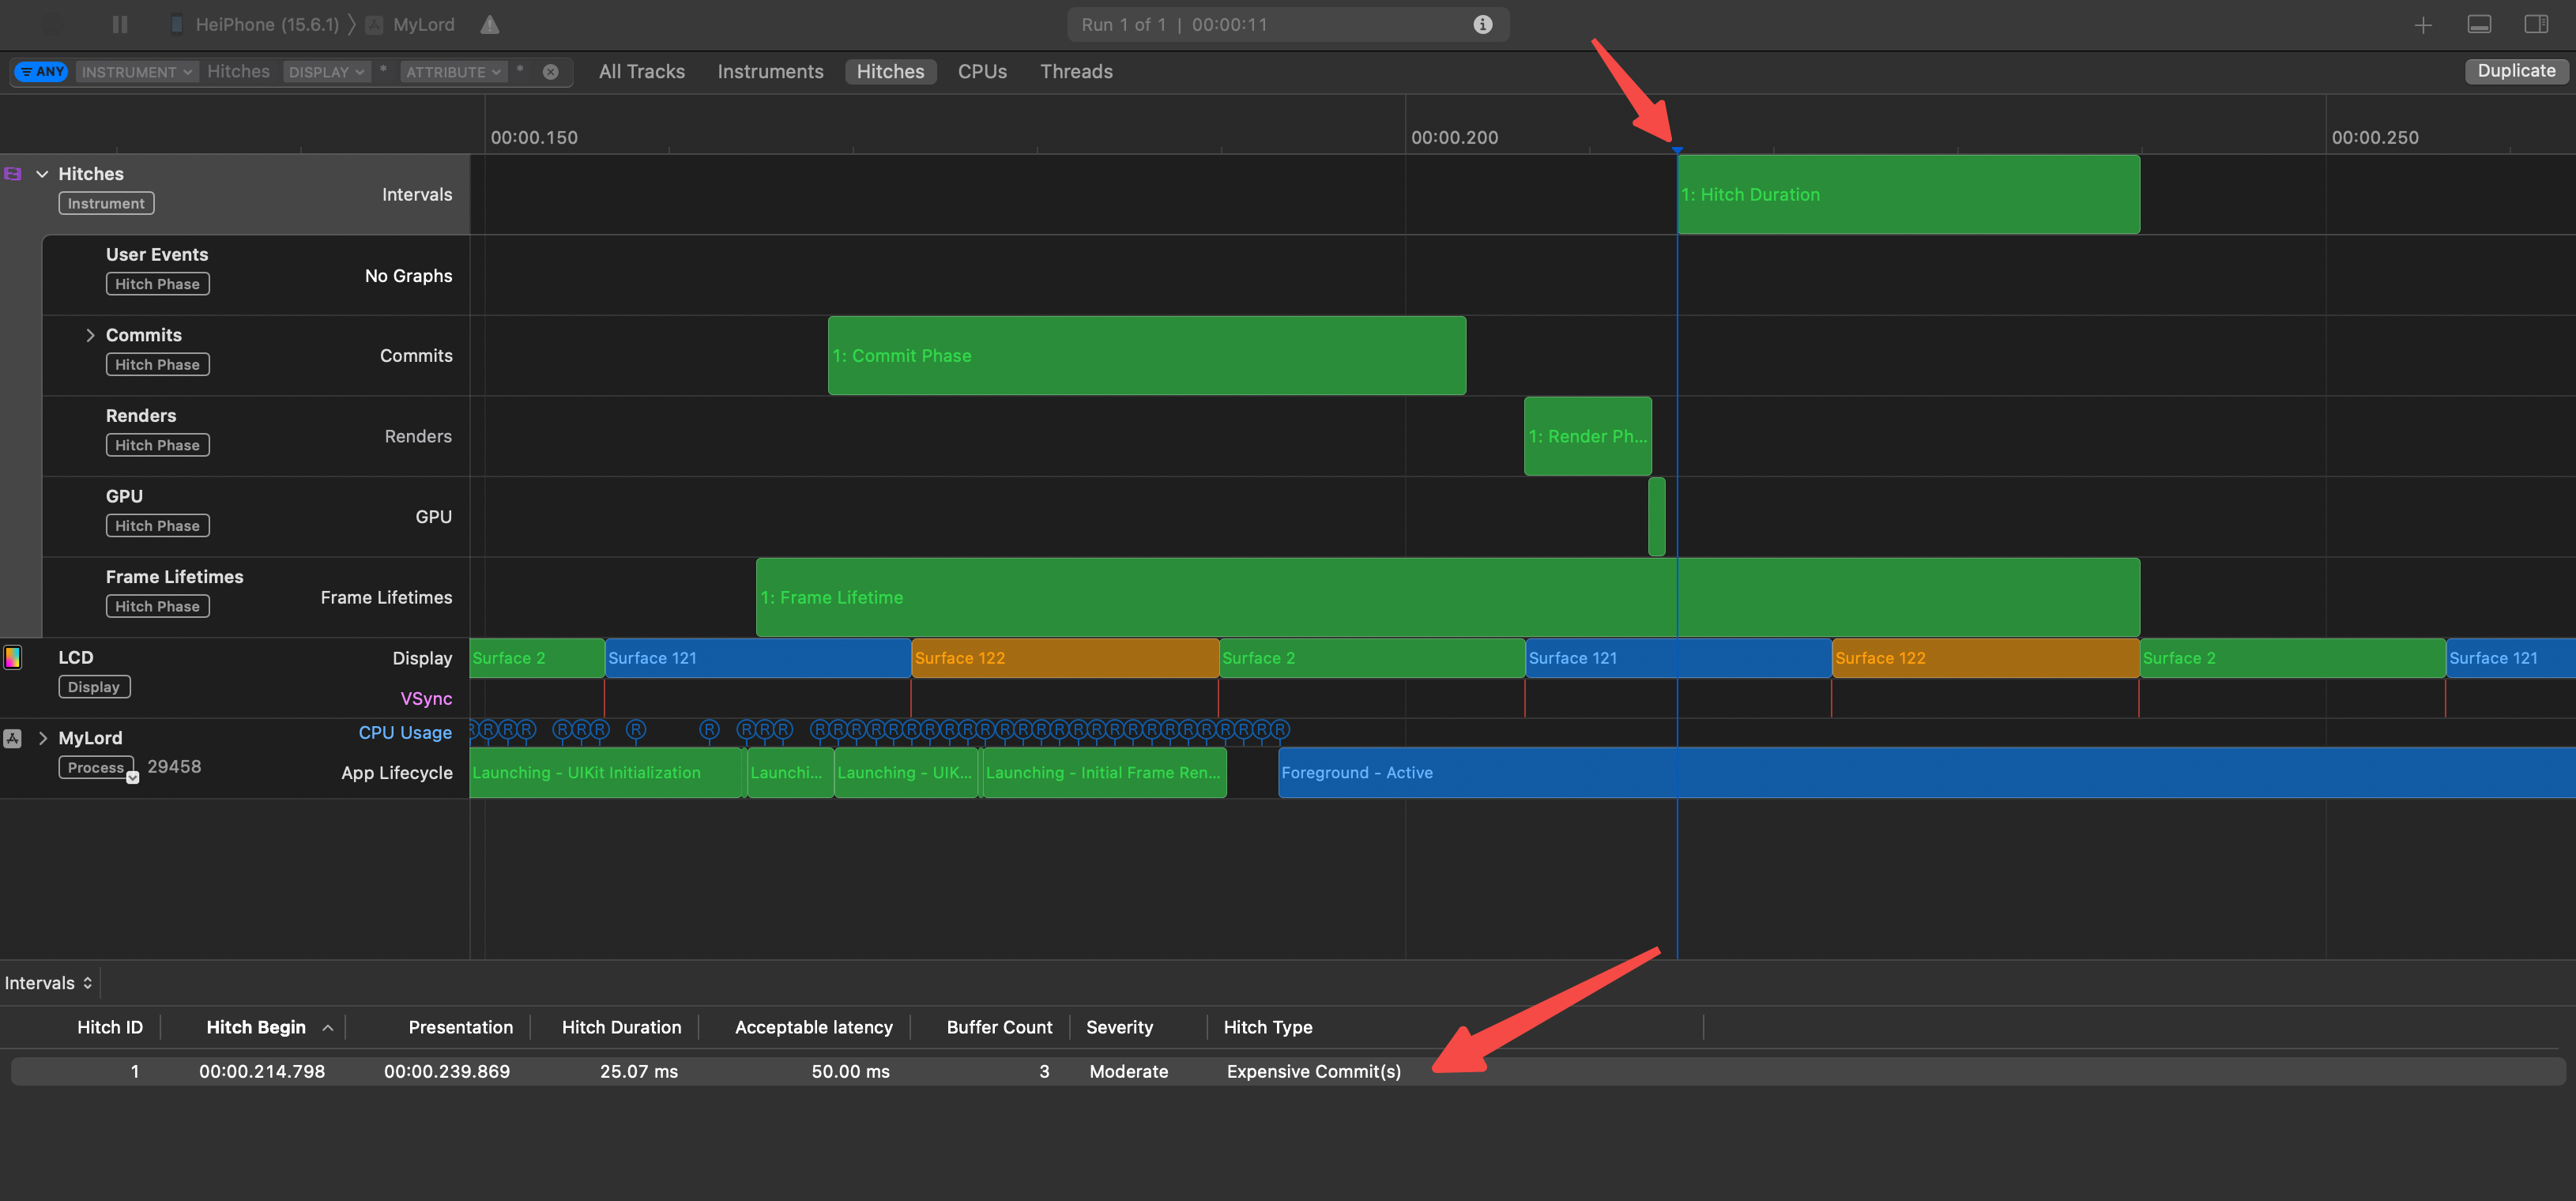 HeiPhone (15.6.1) 〉 MyLord
Run 1 of 1 | 00:00:11
ANY INSTRUMENT Hitches DISPLAY * ATTRIBUTE *
All Tracks Instruments Hitches CPUs Threads
Duplicate
00:00.150 00:00.200 00:00.250
Hitches
Instrument
Intervals
1: Hitch Duration
User Events
Hitch Phase
No Graphs
Commits
Hitch Phase
Commits
1: Commit Phase
Renders
Hitch Phase
Renders
1: Render Ph...
GPU
Hitch Phase
GPU
Frame Lifetimes
Hitch Phase
Frame Lifetimes
1: Frame Lifetime
LCD
Display
Display
Surface 2 Surface 121 Surface 122 Surface 2 Surface 121 Surface 122 Surface 2 Surface 121
VSync
MyLord
Process 29458
CPU Usage
R R R R R R R R R R R R R R R R R R R R R R R R R R R R R R R R R R R R R R
App Lifecycle
Launching - UIKit Initialization Launchi... Launching - UIK... Launching - Initial Frame Ren... Foreground - Active
Intervals
Hitch ID Hitch Begin Presentation Hitch Duration Acceptable latency Buffer Count Severity Hitch Type
1 00:00.214.798 00:00.239.869 25.07 ms 50.00 ms 3 Moderate Expensive Commit(s)